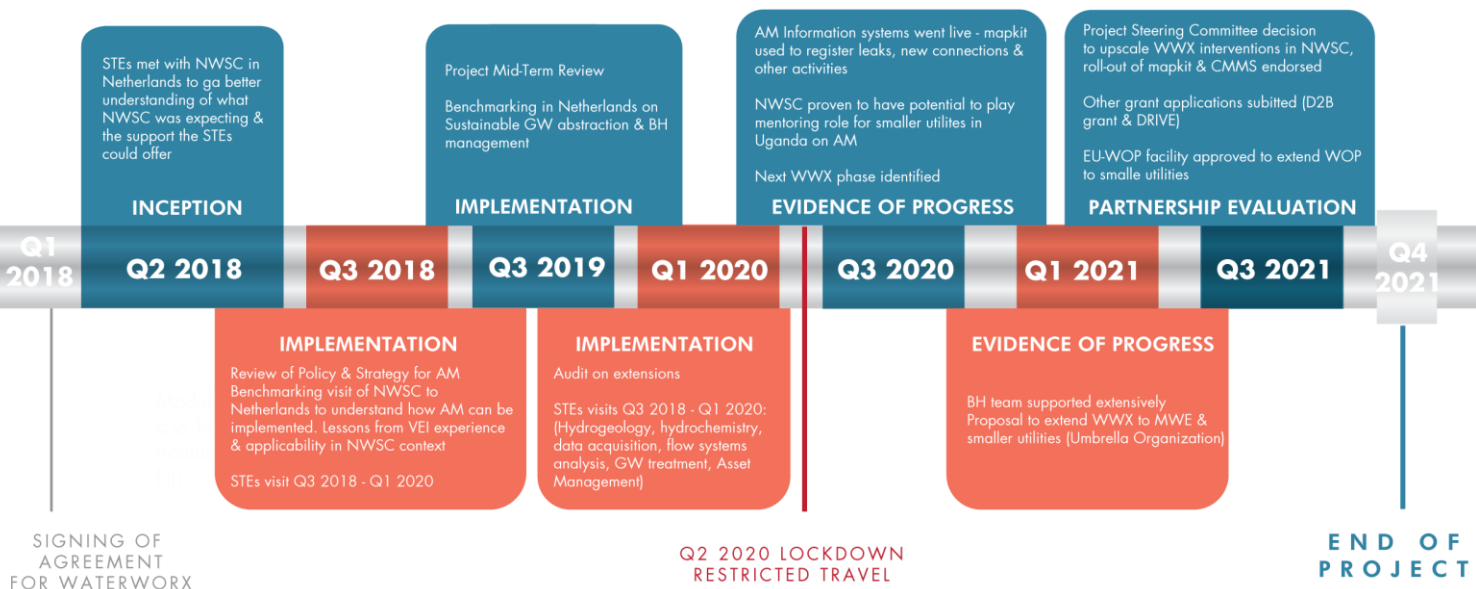 STEs met with NWSC in
Netherlands to ga better
understanding of what
NWSC was expecting &
the support the STEs
could offer
INCEPTION
Project Mid-Term Review
Benchmarking in Netherlands on
Sustainable GW abstraction & BH
management
IMPLEMENTATION
AM Information systems went live - mapkit
used to register leaks, new connections &
other activities
NWSC proven to have potential to play
mentoring role for smaller utilites in
Uganda on AM
Next WWX phase identified
EVIDENCE OF PROGRESS
Project Steering Committee decision
to upscale WWX interventions in NWSC,
roll-out of mapkit & CMMS endorsed
Other grant applications subitted (D2B
grant & DRIVE)
EU-WOP facility approved to extend WOP
to smalle utilities
PARTNERSHIP EVALUATION
Q1
2018
Q2 2018
Q3 2018
Q3 2019
Q1 2020
Q3 2020
Q1 2021
Q3 2021
Q4
2021
IMPLEMENTATION
Review of Policy & Strategy for AM
Benchmarking visit of NWSC to
Netherlands to understand how AM can be
implemented. Lessons from VEI experience
& applicability in NWSC context
STEs visit Q3 2018 - Q1 2020
IMPLEMENTATION
Audit on extensions
STEs visits Q3 2018 - Q1 2020:
(Hydrogeology, hydrochemistry,
data acquisition, flow systems
analysis, GW treatment, Asset
Management)
EVIDENCE OF PROGRESS
BH team supported extensively
Proposal to extend WWX to MWE &
smaller utilities (Umbrella Organization)
SIGNING OF
AGREEMENT
FOR WATERWORX
Q2 2020 LOCKDOWN
RESTRICTED TRAVEL
END OF
PROJECT